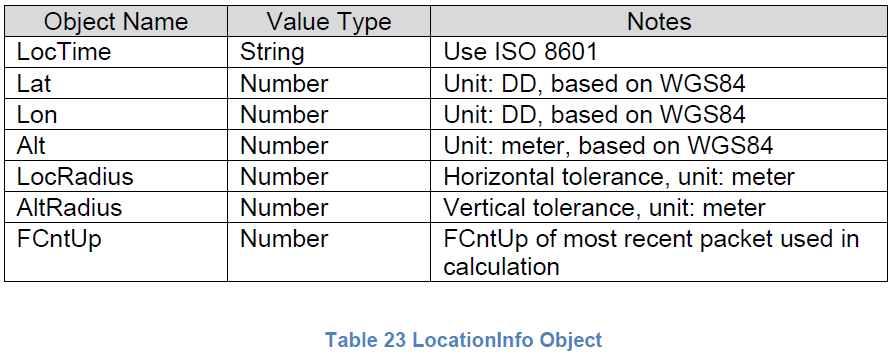 Object Name Value Type Notes
LocTime String Use ISO 8601
Lat Number Unit: DD, based on WGS84
Lon Number Unit: DD, based on WGS84
Alt Number Unit: meter, based on WGS84
LocRadius Number Horizontal tolerance, unit: meter
AltRadius Number Vertical tolerance, unit: meter
FCntUp Number FCntUp of most recent packet used in
calculation
Table 23 LocationInfo Object